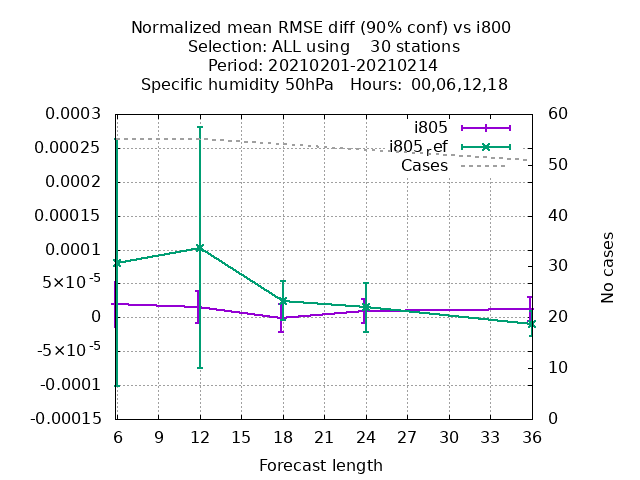 Normalized mean RMSE diff (90% conf) vs i800
Selection: ALL using    30 stations
Period: 20210201-20210214
Specific humidity 50hPa   Hours: 00,06,12,18
0.0003
0.00025
0.0002
0.00015
0.0001
5×10-5
0
-5×10-5
-0.0001
-0.00015
60
50
40
30
20
10
0
i805
i805_ef
Cases
No cases
6 9 12 15 18 21 24 27 30 33 36
Forecast length